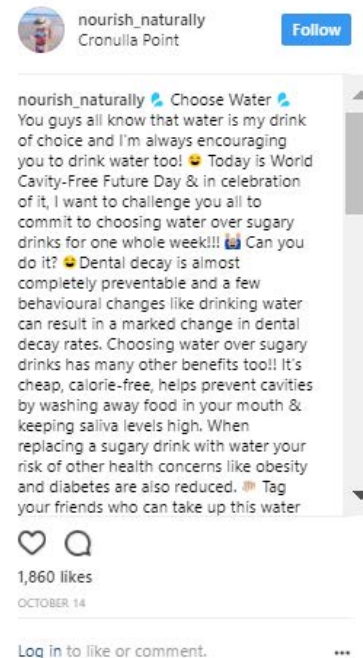 nourish_naturally
Cronulla Point
Follow
nourish_naturally 💦 Choose Water 💦
You guys all know that water is my drink
of choice and I'm always encouraging
you to drink water too! 😄 Today is World
Cavity-Free Future Day & in celebration
of it, I want to challenge you all to
commit to choosing water over sugary
drinks for one whole week!!! 🙌 Can you
do it? 😄 Dental decay is almost
completely preventable and a few
behavioural changes like drinking water
can result in a marked change in dental
decay rates. Choosing water over sugary
drinks has many other benefits too!! It's
cheap, calorie-free, helps prevent cavities
by washing away food in your mouth &
keeping saliva levels high. When
replacing a sugary drink with water your
risk of other health concerns like obesity
and diabetes are also reduced. 👏🏼 Tag
your friends who can take up this water
1,860 likes
OCTOBER 14
Log in to like or comment.